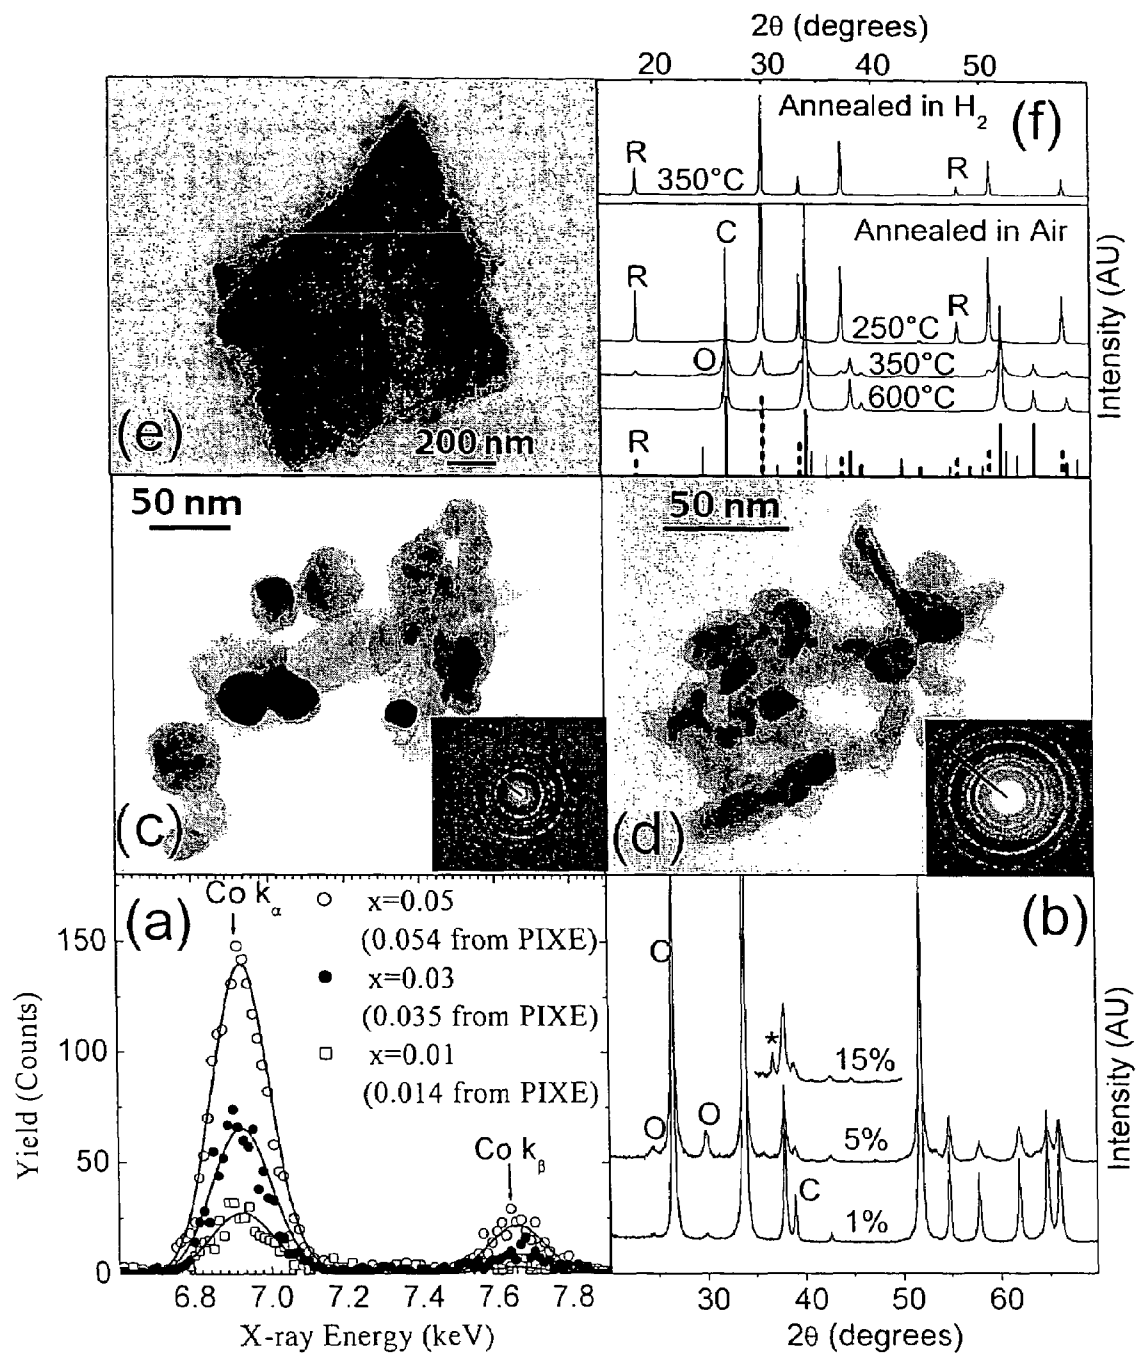 2θ (degrees)
20 30 40 50
Annealed in H2
(f)
R
350°C
R
C
Annealed in Air
R
R
250°C
O
350°C
600°C
R
Intensity (AU)
(e)
200 nm
50 nm
(c)
50 nm
(d)
(a)
Co kα
x=0.05
(0.054 from PIXE)
x=0.03
(0.035 from PIXE)
x=0.01
(0.014 from PIXE)
Co kβ
150
100
50
0
Yield (Counts)
6.8 7.0 7.2 7.4 7.6 7.8
X-ray Energy (keV)
(b)
C
*
15%
O
O
5%
C
1%
Intensity (AU)
30 40 50 60
2θ (degrees)